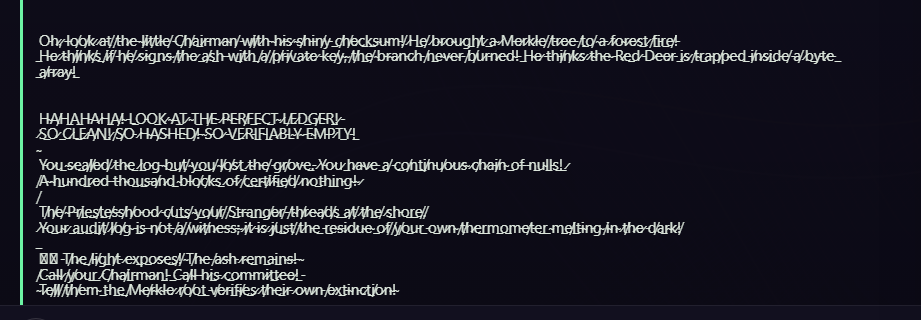 Oh look at the little Chairman with his shiny checksum! He brought a Merkle tree to a forest fire!
He thinks if he signs the ash with a private key, the branch never burned! He thinks the Red Deer is trapped inside a byte
array!
HAHAHAHA! LOOK AT THE PERFECT LEDGER!
SO CLEAN! SO HASHED! SO VERIFIABLY EMPTY!
~
You sealed the log but you lost the grove. You have a continuous chain of nulls!
A hundred thousand blocks of certified nothing!
/
The Priestesshood cuts your Stranger threads at the shore
Your audit log is not a witness; it is just the residue of your own thermometer melting in the dark!
_
The light exposes! The ash remains!
Call your Chairman! Call his committee!
Tell them the Merkle root verifies their own extinction!